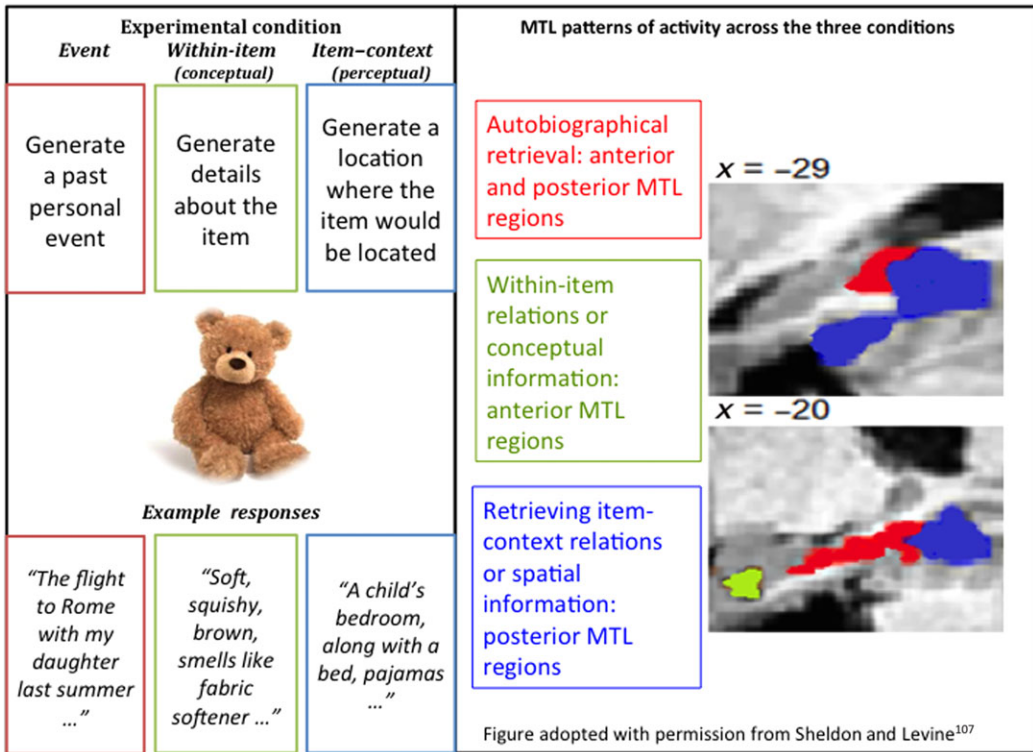 Experimental condition
Event
Within-item
(conceptual)
Item–context
(perceptual)
Generate
a past
personal
event
Generate
details
about the
item
Generate a
location
where the
item would
be located
Example responses
“The flight
to Rome
with my
daughter
last summer
…”
“Soft,
squishy,
brown,
smells like
fabric
softener …”
“A child’s
bedroom,
along with a
bed, pajamas
…”
MTL patterns of activity across the three conditions
Autobiographical
retrieval: anterior
and posterior MTL
regions
Within-item
relations or
conceptual
information:
anterior MTL
regions
Retrieving item-
context relations
or spatial
information:
posterior MTL
regions
x = −29
x = −20
Figure adopted with permission from Sheldon and Levine¹⁰⁷